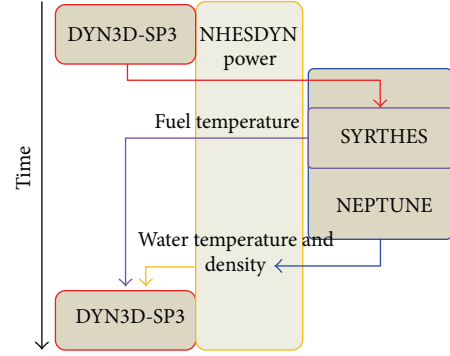 DYN3D-SP3
NHESDYN
power
Fuel temperature
SYRTHES
Time
NEPTUNE
Water temperature and
density
DYN3D-SP3